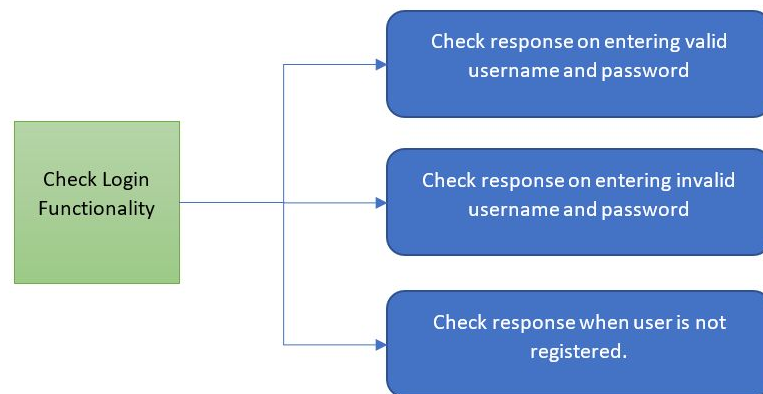 Check Login
Functionality
Check response on entering valid
username and password
Check response on entering invalid
username and password
Check response when user is not
registered.